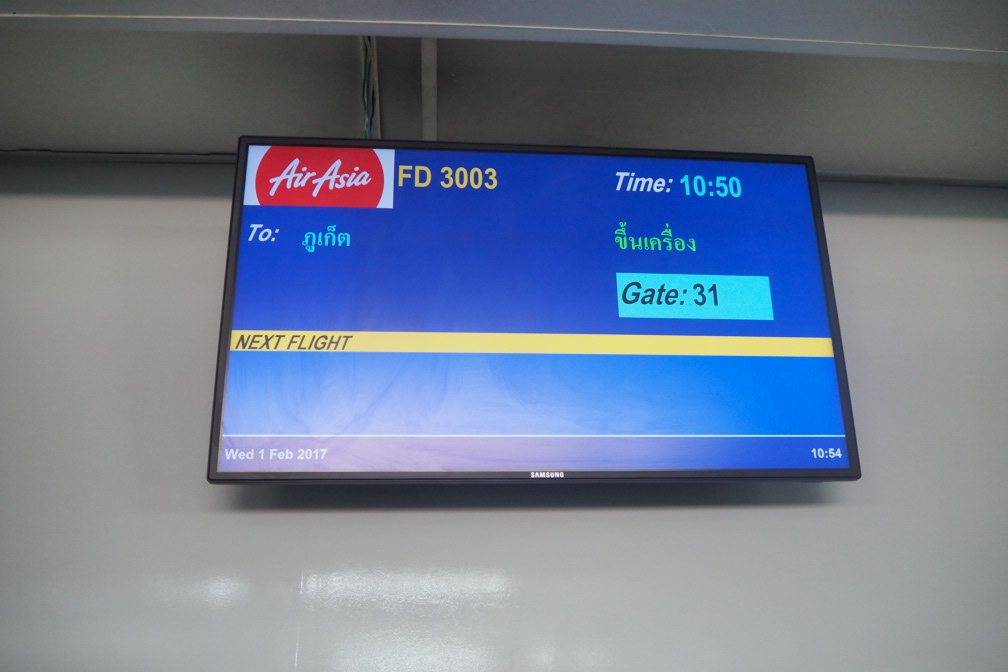 AirAsia FD 3003 Time: 10:50
To: ภูเก็ต ขึ้นเครื่อง
Gate: 31
NEXT FLIGHT
Wed 1 Feb 2017 10:54
SAMSUNG